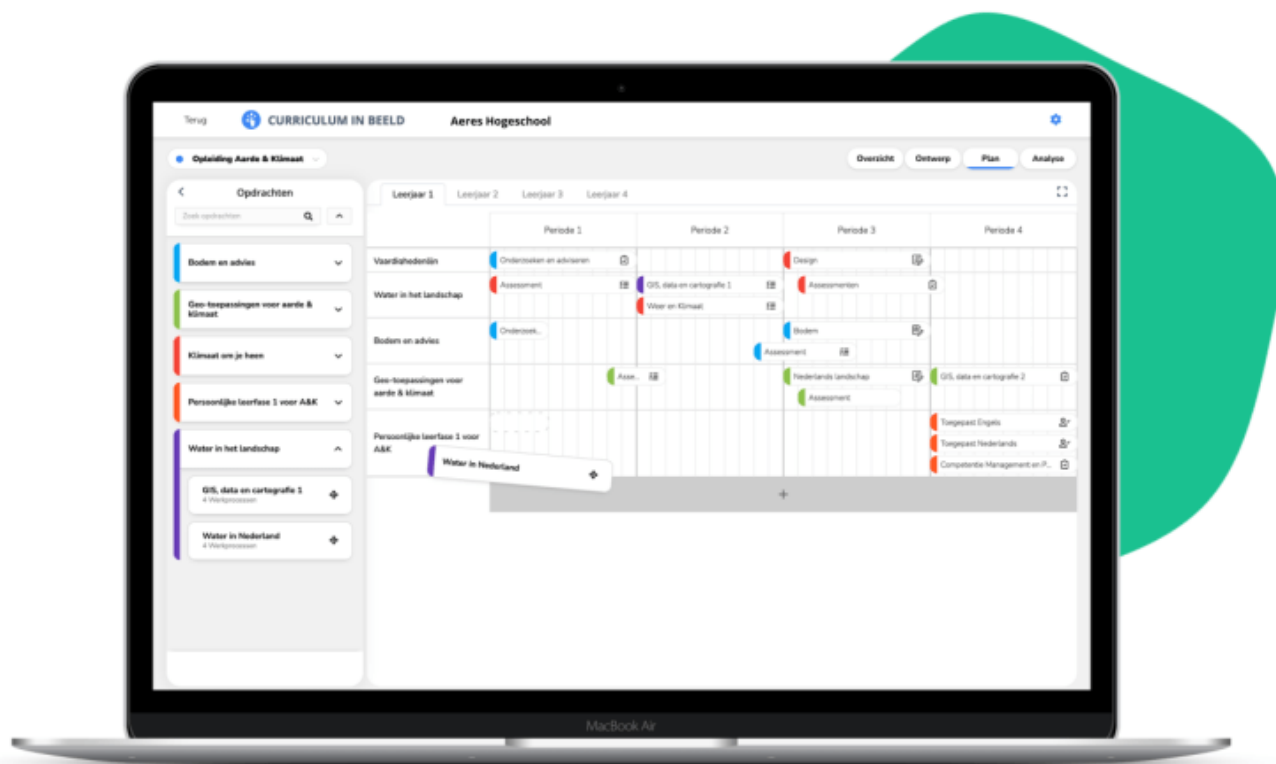 Terug
CURRICULUM IN BEELD
Aeres Hogeschool
Opleiding Aarde & Klimaat
Overzicht
Ontwerp
Plan
Analyse
Opdrachten
Zoek opdrachten
Bodem en advies
Geo-toepassingen voor aarde &
klimaat
Klimaat om je heen
Persoonlijke leerfase 1 voor A&K
Water in het landschap
GIS, data en cartografie 1
4 Werkprocessen
Water in Nederland
4 Werkprocessen
Leerjaar 1
Leerjaar 2
Leerjaar 3
Leerjaar 4
Periode 1
Periode 2
Periode 3
Periode 4
Vaardighedenlijn
Onderzoeken en adviseren
Design
Water in het landschap
Assessment
GIS, data en cartografie 1
Assessmenten
Weer en Klimaat
Bodem en advies
Onderzoek...
Bodem
Assessment
Geo-toepassingen voor
aarde & klimaat
Asse...
Nederlands landschap
GIS, data en cartografie 2
Assessment
Persoonlijke leerfase 1 voor
A&K
Toegepast Engels
Toegepast Nederlands
Competentie Management en P...
Water in Nederland
+
MacBook Air